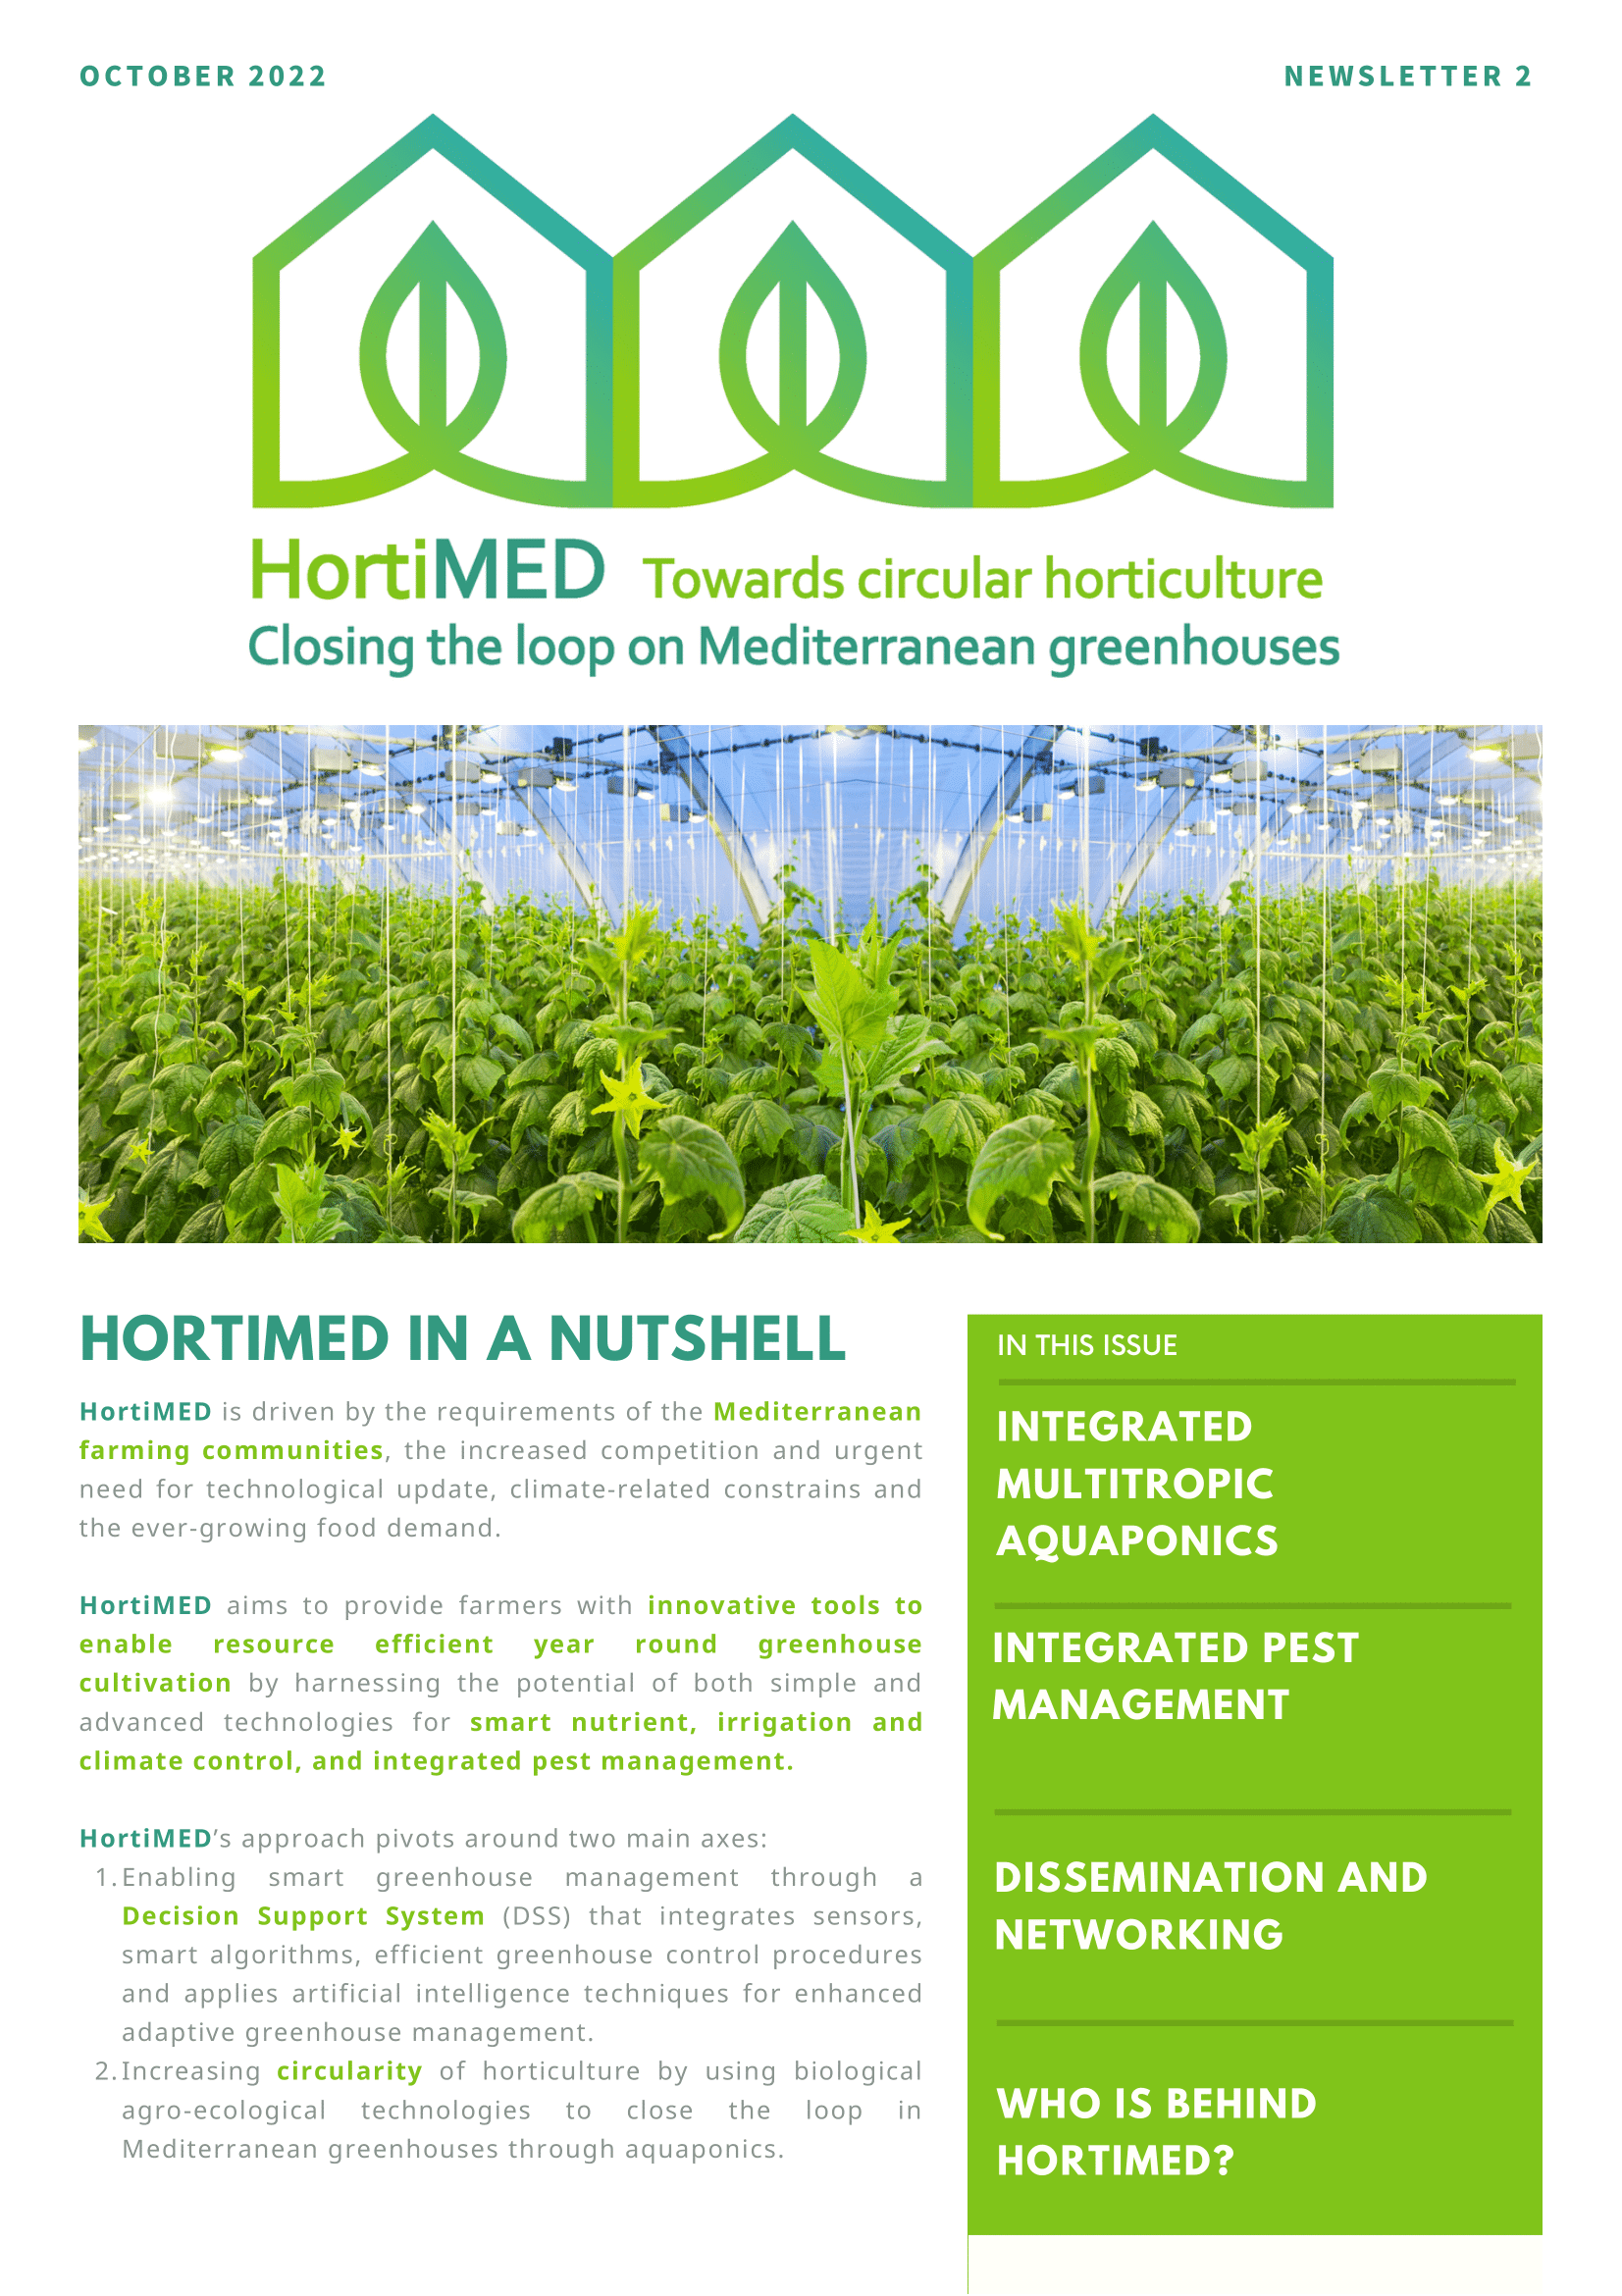 OCTOBER 2022
NEWSLETTER 2
HortiMED Towards circular horticulture
Closing the loop on Mediterranean greenhouses
HORTIMED IN A NUTSHELL
HortiMED is driven by the requirements of the Mediterranean
farming communities, the increased competition and urgent
need for technological update, climate-related constrains and
the ever-growing food demand.
HortiMED aims to provide farmers with innovative tools to
enable resource efficient year round greenhouse
cultivation by harnessing the potential of both simple and
advanced technologies for smart nutrient, irrigation and
climate control, and integrated pest management.
HortiMED’s approach pivots around two main axes:
1. Enabling smart greenhouse management through a
Decision Support System (DSS) that integrates sensors,
smart algorithms, efficient greenhouse control procedures
and applies artificial intelligence techniques for enhanced
adaptive greenhouse management.
2. Increasing circularity of horticulture by using biological
agro-ecological technologies to close the loop in
Mediterranean greenhouses through aquaponics.
IN THIS ISSUE
INTEGRATED
MULTITROPIC
AQUAPONICS
INTEGRATED PEST
MANAGEMENT
DISSEMINATION AND
NETWORKING
WHO IS BEHIND
HORTIMED?